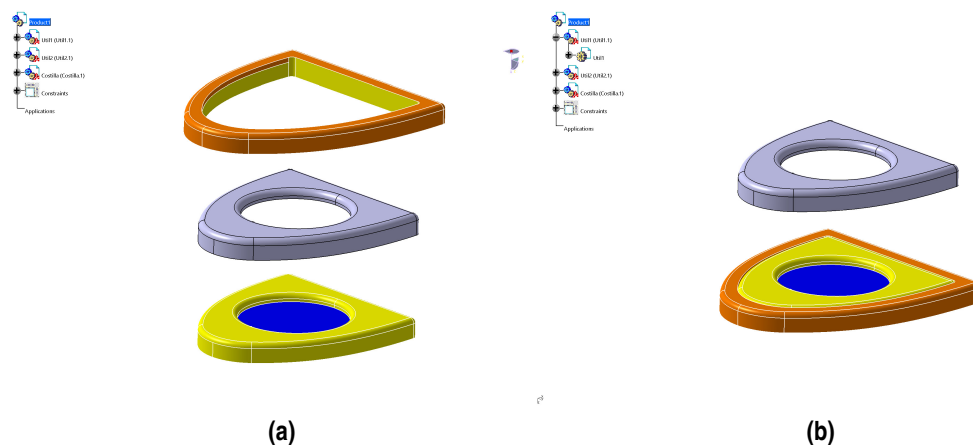 Product1
Util1 (Util1.1)
Util2 (Util2.1)
Costilla (Costilla.1)
Constraints
Applications
Product1
Util1 (Util1.1)
Util1
Util2 (Util2.1)
Costilla (Costilla.1)
Constraints
Applications
(a)
(b)